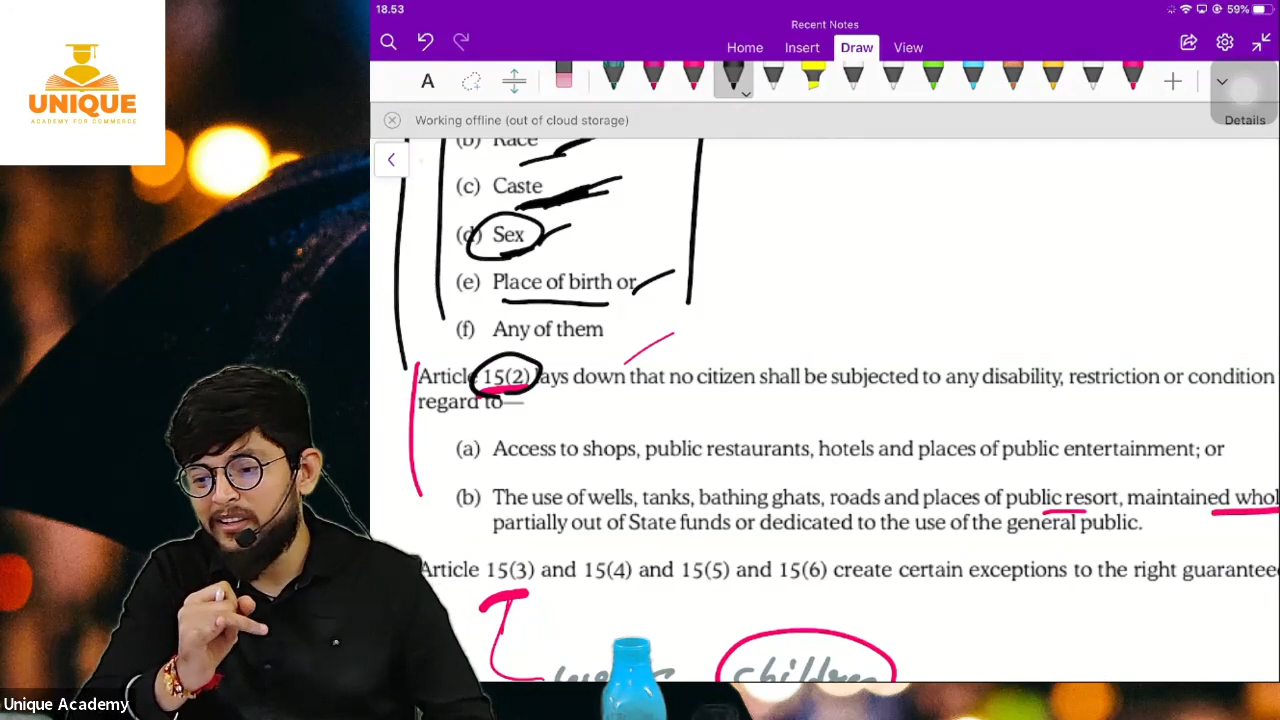 UNIQUE
ACADEMY FOR COMMERCE
18.53
59%
Recent Notes
Home Insert Draw View
A
Working offline (out of cloud storage)
Details
(b) Race
(c) Caste
(d) Sex
(e) Place of birth or
(f) Any of them
Article 15(2) lays down that no citizen shall be subjected to any disability, restriction or condition
regard to—
(a) Access to shops, public restaurants, hotels and places of public entertainment; or
(b) The use of wells, tanks, bathing ghats, roads and places of public resort, maintained whol
partially out of State funds or dedicated to the use of the general public.
Article 15(3) and 15(4) and 15(5) and 15(6) create certain exceptions to the right guarantee
children
Unique Academy